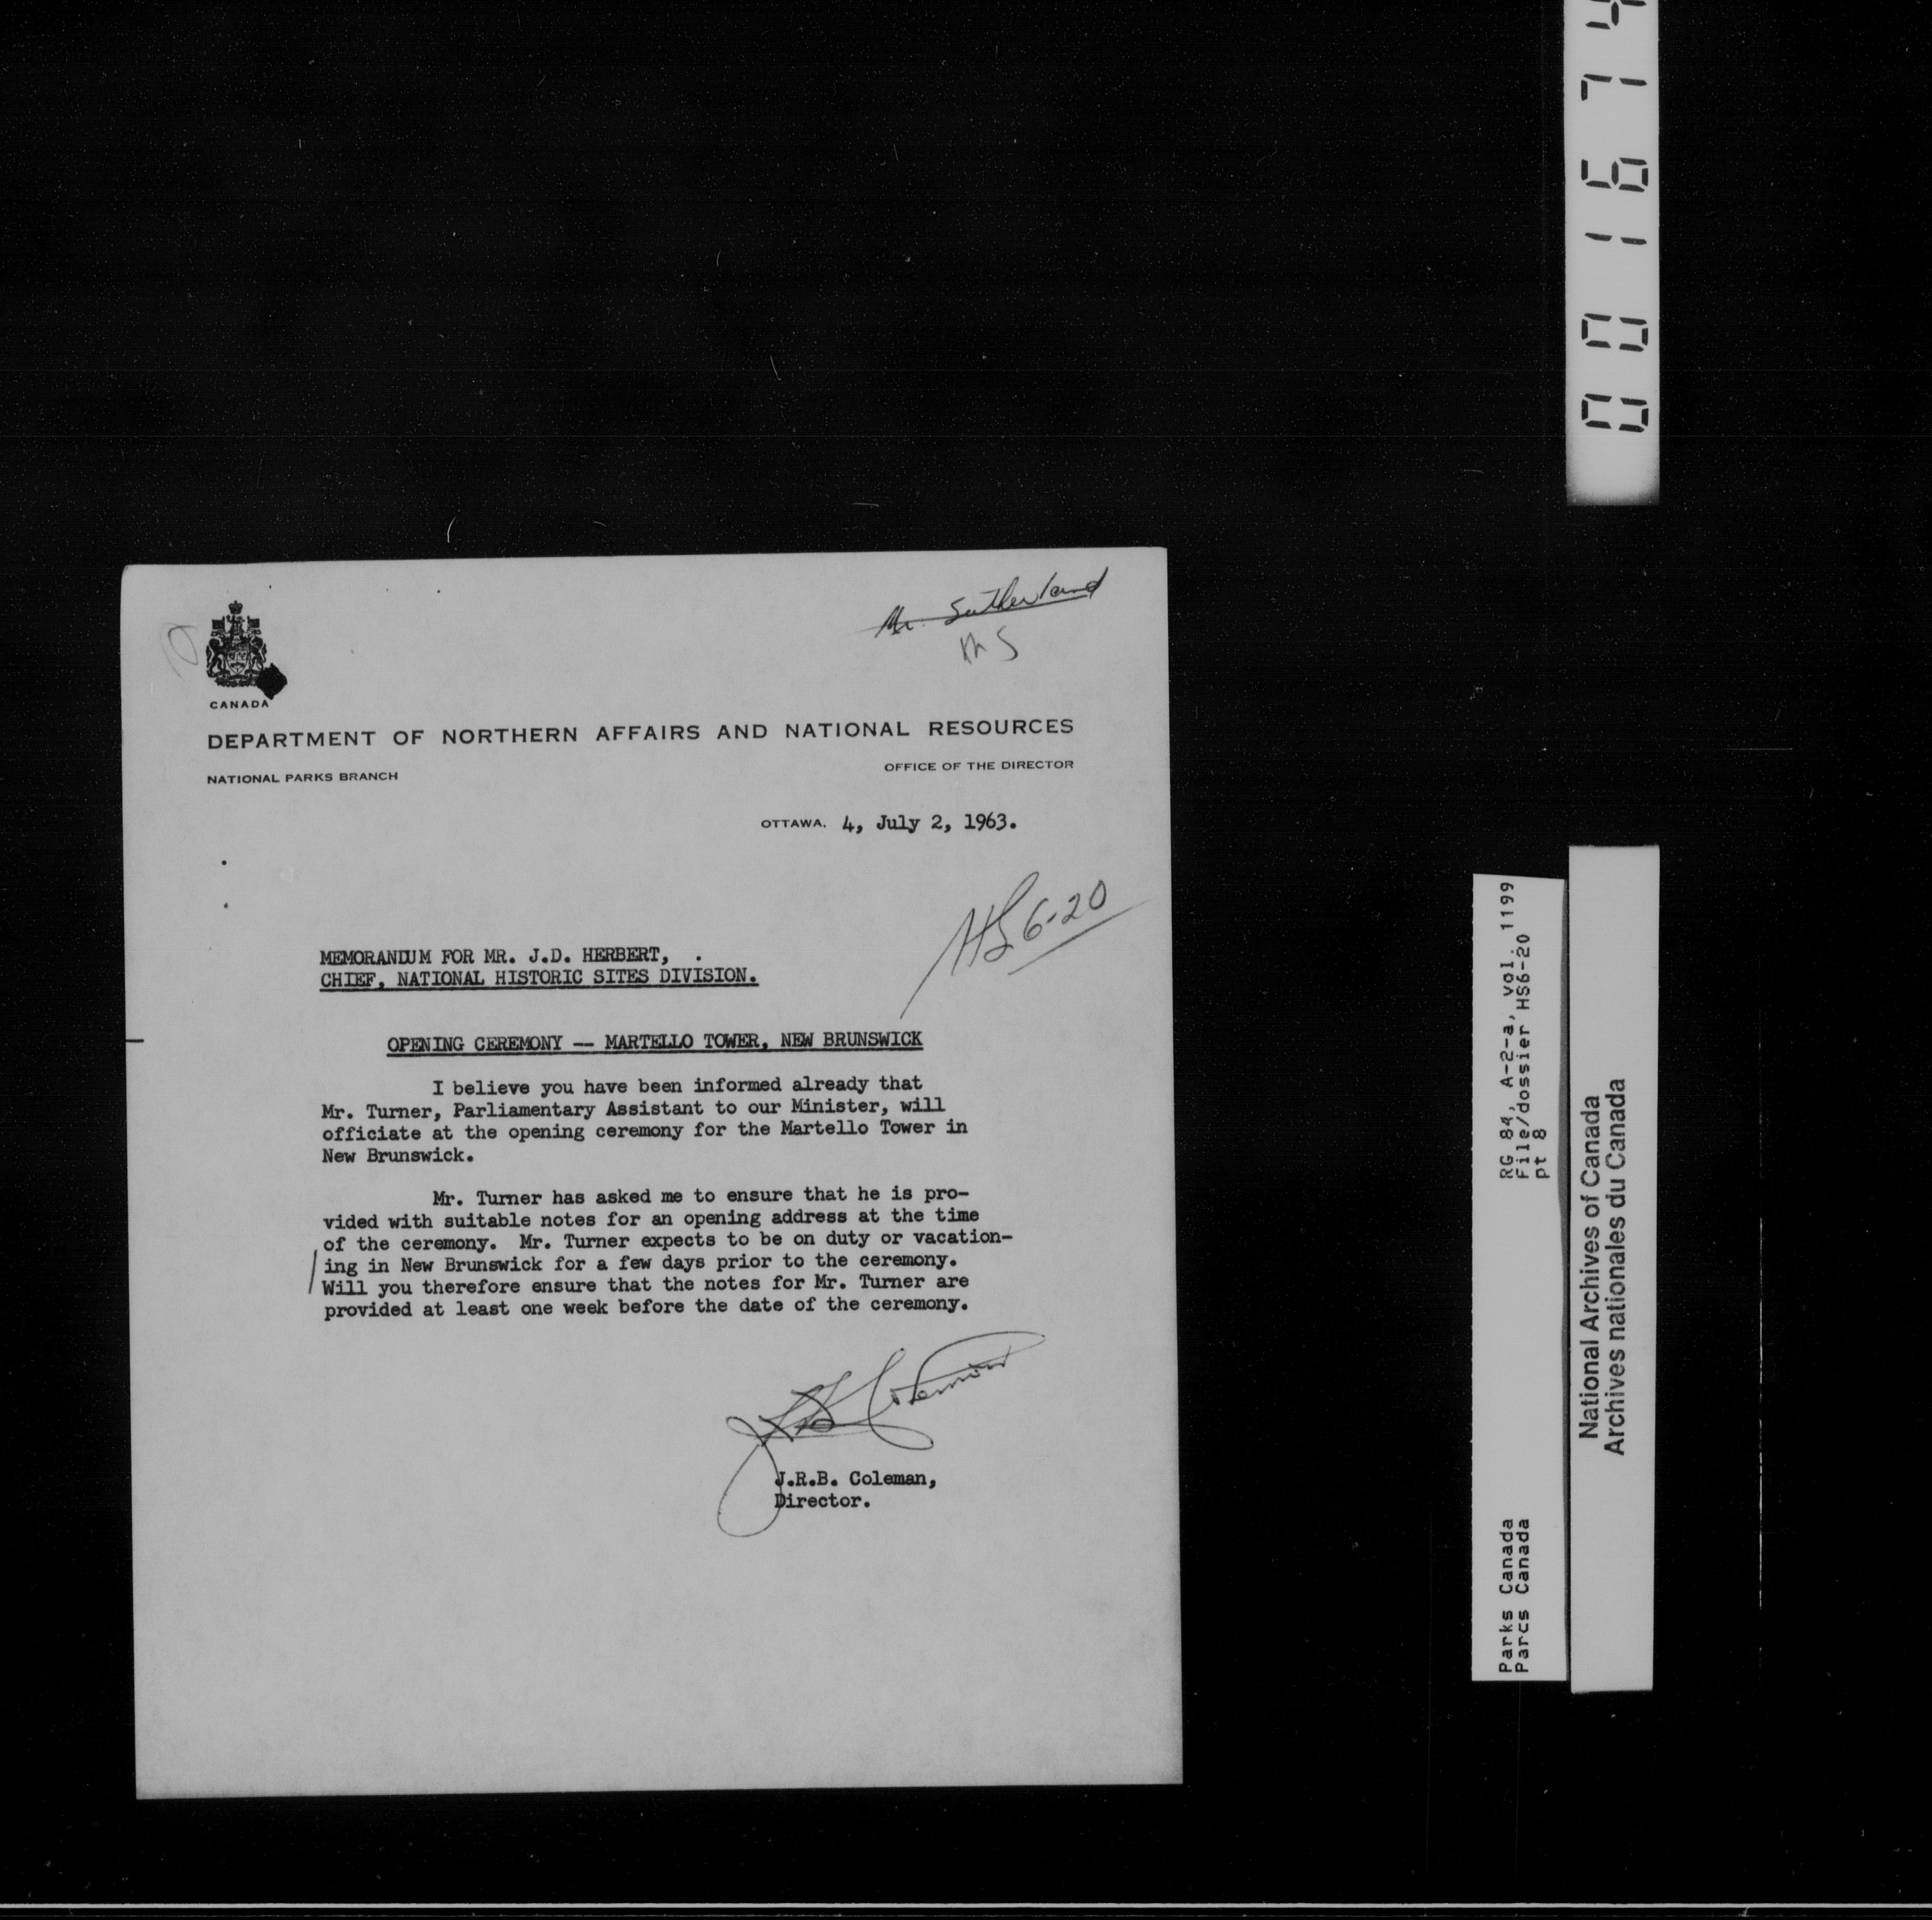 Mr. Sutherland
MS
CANADA
DEPARTMENT OF NORTHERN AFFAIRS AND NATIONAL RESOURCES
NATIONAL PARKS BRANCH
OFFICE OF THE DIRECTOR
OTTAWA. 4, July 2, 1963.
HS6-20
MEMORANDUM FOR MR. J.D. HERBERT,
CHIEF, NATIONAL HISTORIC SITES DIVISION.
OPENING CEREMONY -- MARTELLO TOWER, NEW BRUNSWICK
I believe you have been informed already that
Mr. Turner, Parliamentary Assistant to our Minister, will
officiate at the opening ceremony for the Martello Tower in
New Brunswick.
Mr. Turner has asked me to ensure that he is pro-
vided with suitable notes for an opening address at the time
of the ceremony. Mr. Turner expects to be on duty or vacation-
ing in New Brunswick for a few days prior to the ceremony.
Will you therefore ensure that the notes for Mr. Turner are
provided at least one week before the date of the ceremony.
JRB Coleman
J.R.B. Coleman,
Director.
001674
RG 84, A-2-a, vol. 1199
File/dossier HS6-20
pt 8
Parks Canada
Parcs Canada
National Archives of Canada
Archives nationales du Canada